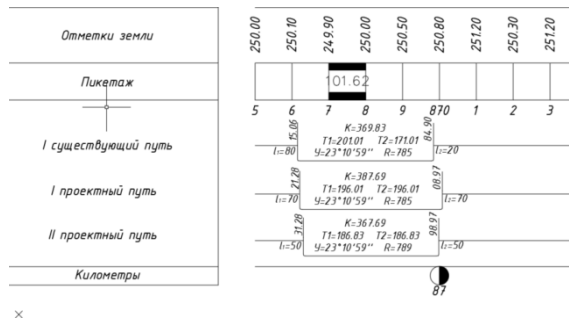 Отметки земли
250.00 250.10 249.90 250.00 250.50 250.80 251.20 250.30 251.20
Пикетаж
101.62
5 6 7 8 9 870 1 2 3
I существующий путь
15.06 K=369.83 84.90
T1=201.01 T2=171.01
l₁=80 У=23°10'59'' R=785 l₂=20
I проектный путь
21.28 K=387.69 08.97
T1=196.01 T2=196.01
l₁=70 У=23°10'59'' R=785 l₂=70
II проектный путь
31.28 K=367.69 98.97
T1=186.83 T2=186.83
l₁=50 У=23°10'59'' R=789 l₂=50
Километры
87